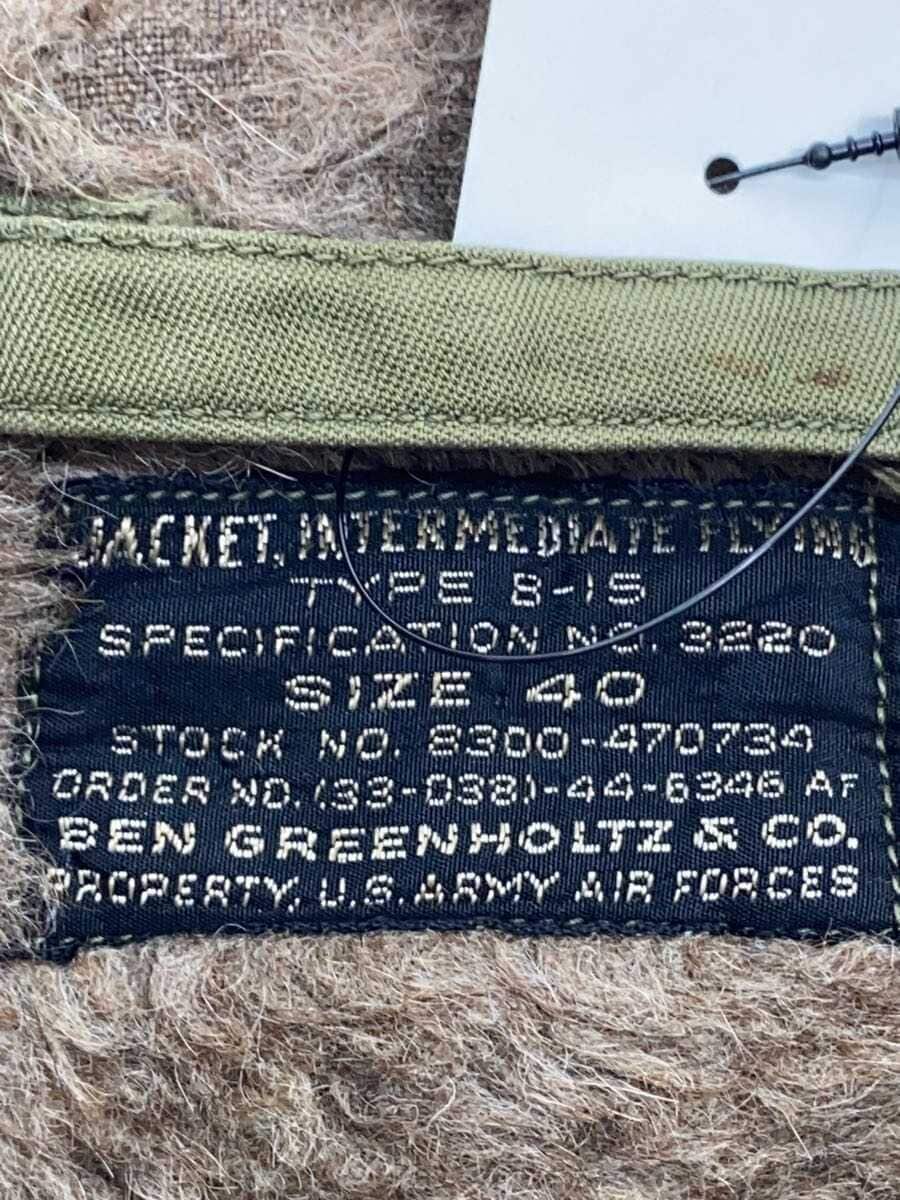 JACKET, INTERMEDIATE FLYING
TYPE B-15
SPECIFICATION NO. 3220
SIZE 40
STOCK NO. 8300-470734
ORDER NO. (33-038)-44-6346 AF
BEN GREENHOLTZ & CO.
PROPERTY, U.S. ARMY AIR FORCES